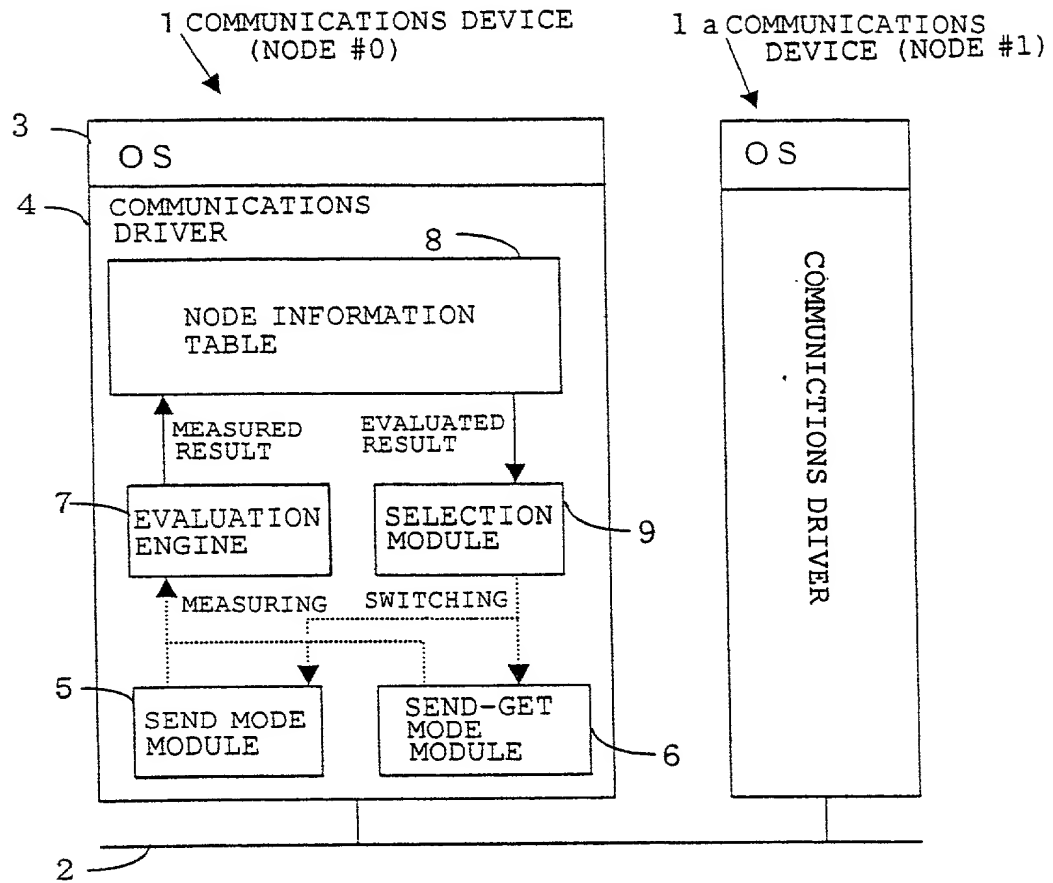 1 COMMUNICATIONS DEVICE
(NODE #0)
1 a COMMUNICATIONS
DEVICE (NODE #1)
3
OS
OS
4
COMMUNICATIONS
DRIVER
8
NODE INFORMATION
TABLE
COMMUNICTIONS DRIVER
MEASURED
RESULT
EVALUATED
RESULT
7
EVALUATION
ENGINE
SELECTION
MODULE
9
MEASURING
SWITCHING
5
SEND MODE
MODULE
SEND-GET
MODE
MODULE
6
2